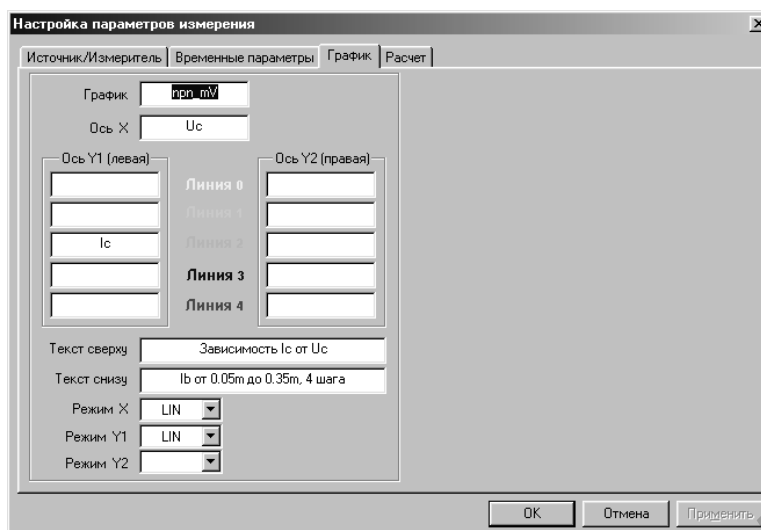 Настройка параметров измерения
Источник/Измеритель Временные параметры График Расчет
График npn_mV
Ось X Uc
Ось Y1 (левая) Ось Y2 (правая)
Линия 0
Линия 1
Ic Линия 2
Линия 3
Линия 4
Текст сверху Зависимость Ic от Uc
Текст снизу Ib от 0.05m до 0.35m, 4 шага
Режим X LIN
Режим Y1 LIN
Режим Y2
OK Отмена Применить